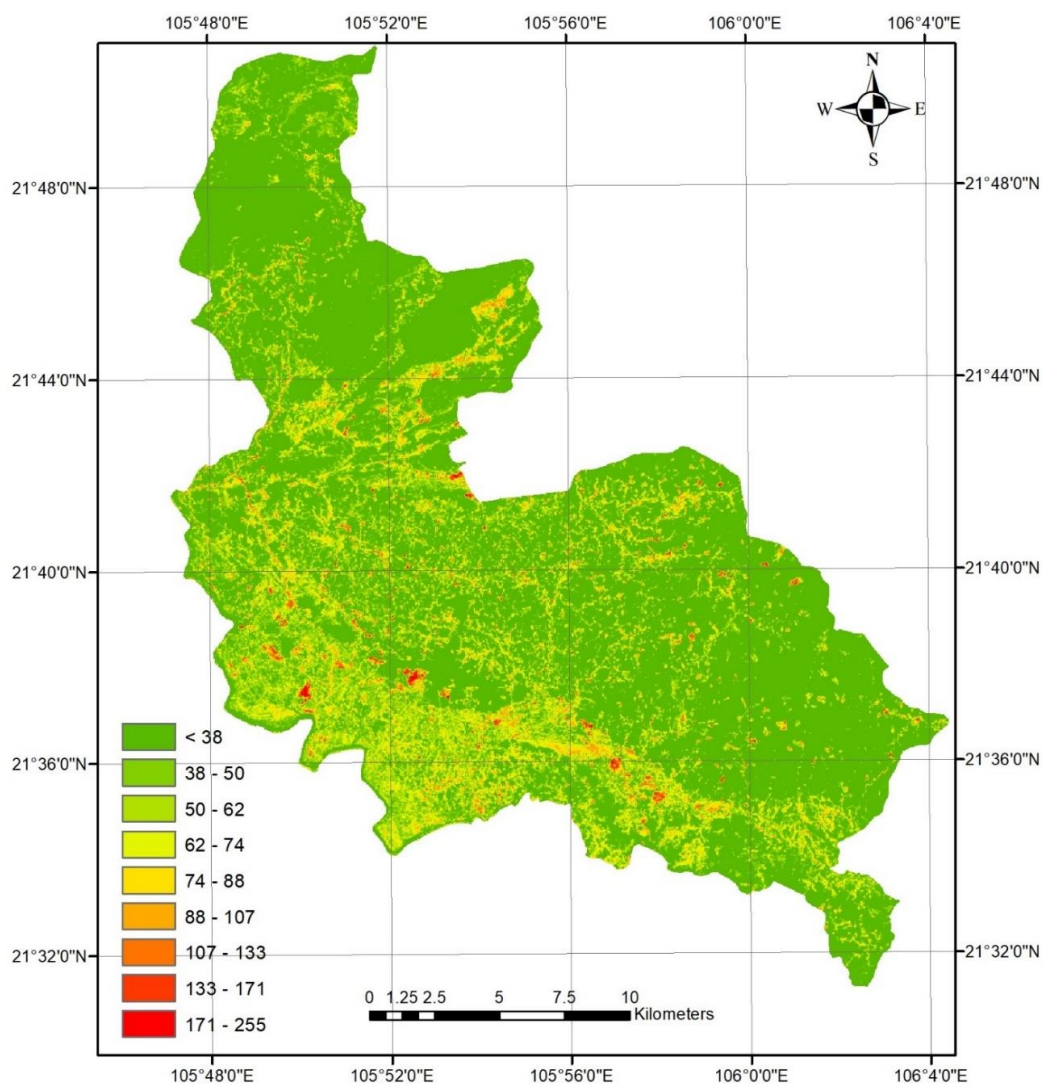 105°48'0"E 105°52'0"E 105°56'0"E 106°0'0"E 106°4'0"E
N
W E
S
21°48'0"N 21°48'0"N
21°44'0"N 21°44'0"N
21°40'0"N 21°40'0"N
21°36'0"N 21°36'0"N
21°32'0"N 21°32'0"N
< 38
38 - 50
50 - 62
62 - 74
74 - 88
88 - 107
107 - 133
133 - 171
171 - 255
0 1.25 2.5 5 7.5 10
Kilometers
105°48'0"E 105°52'0"E 105°56'0"E 106°0'0"E 106°4'0"E